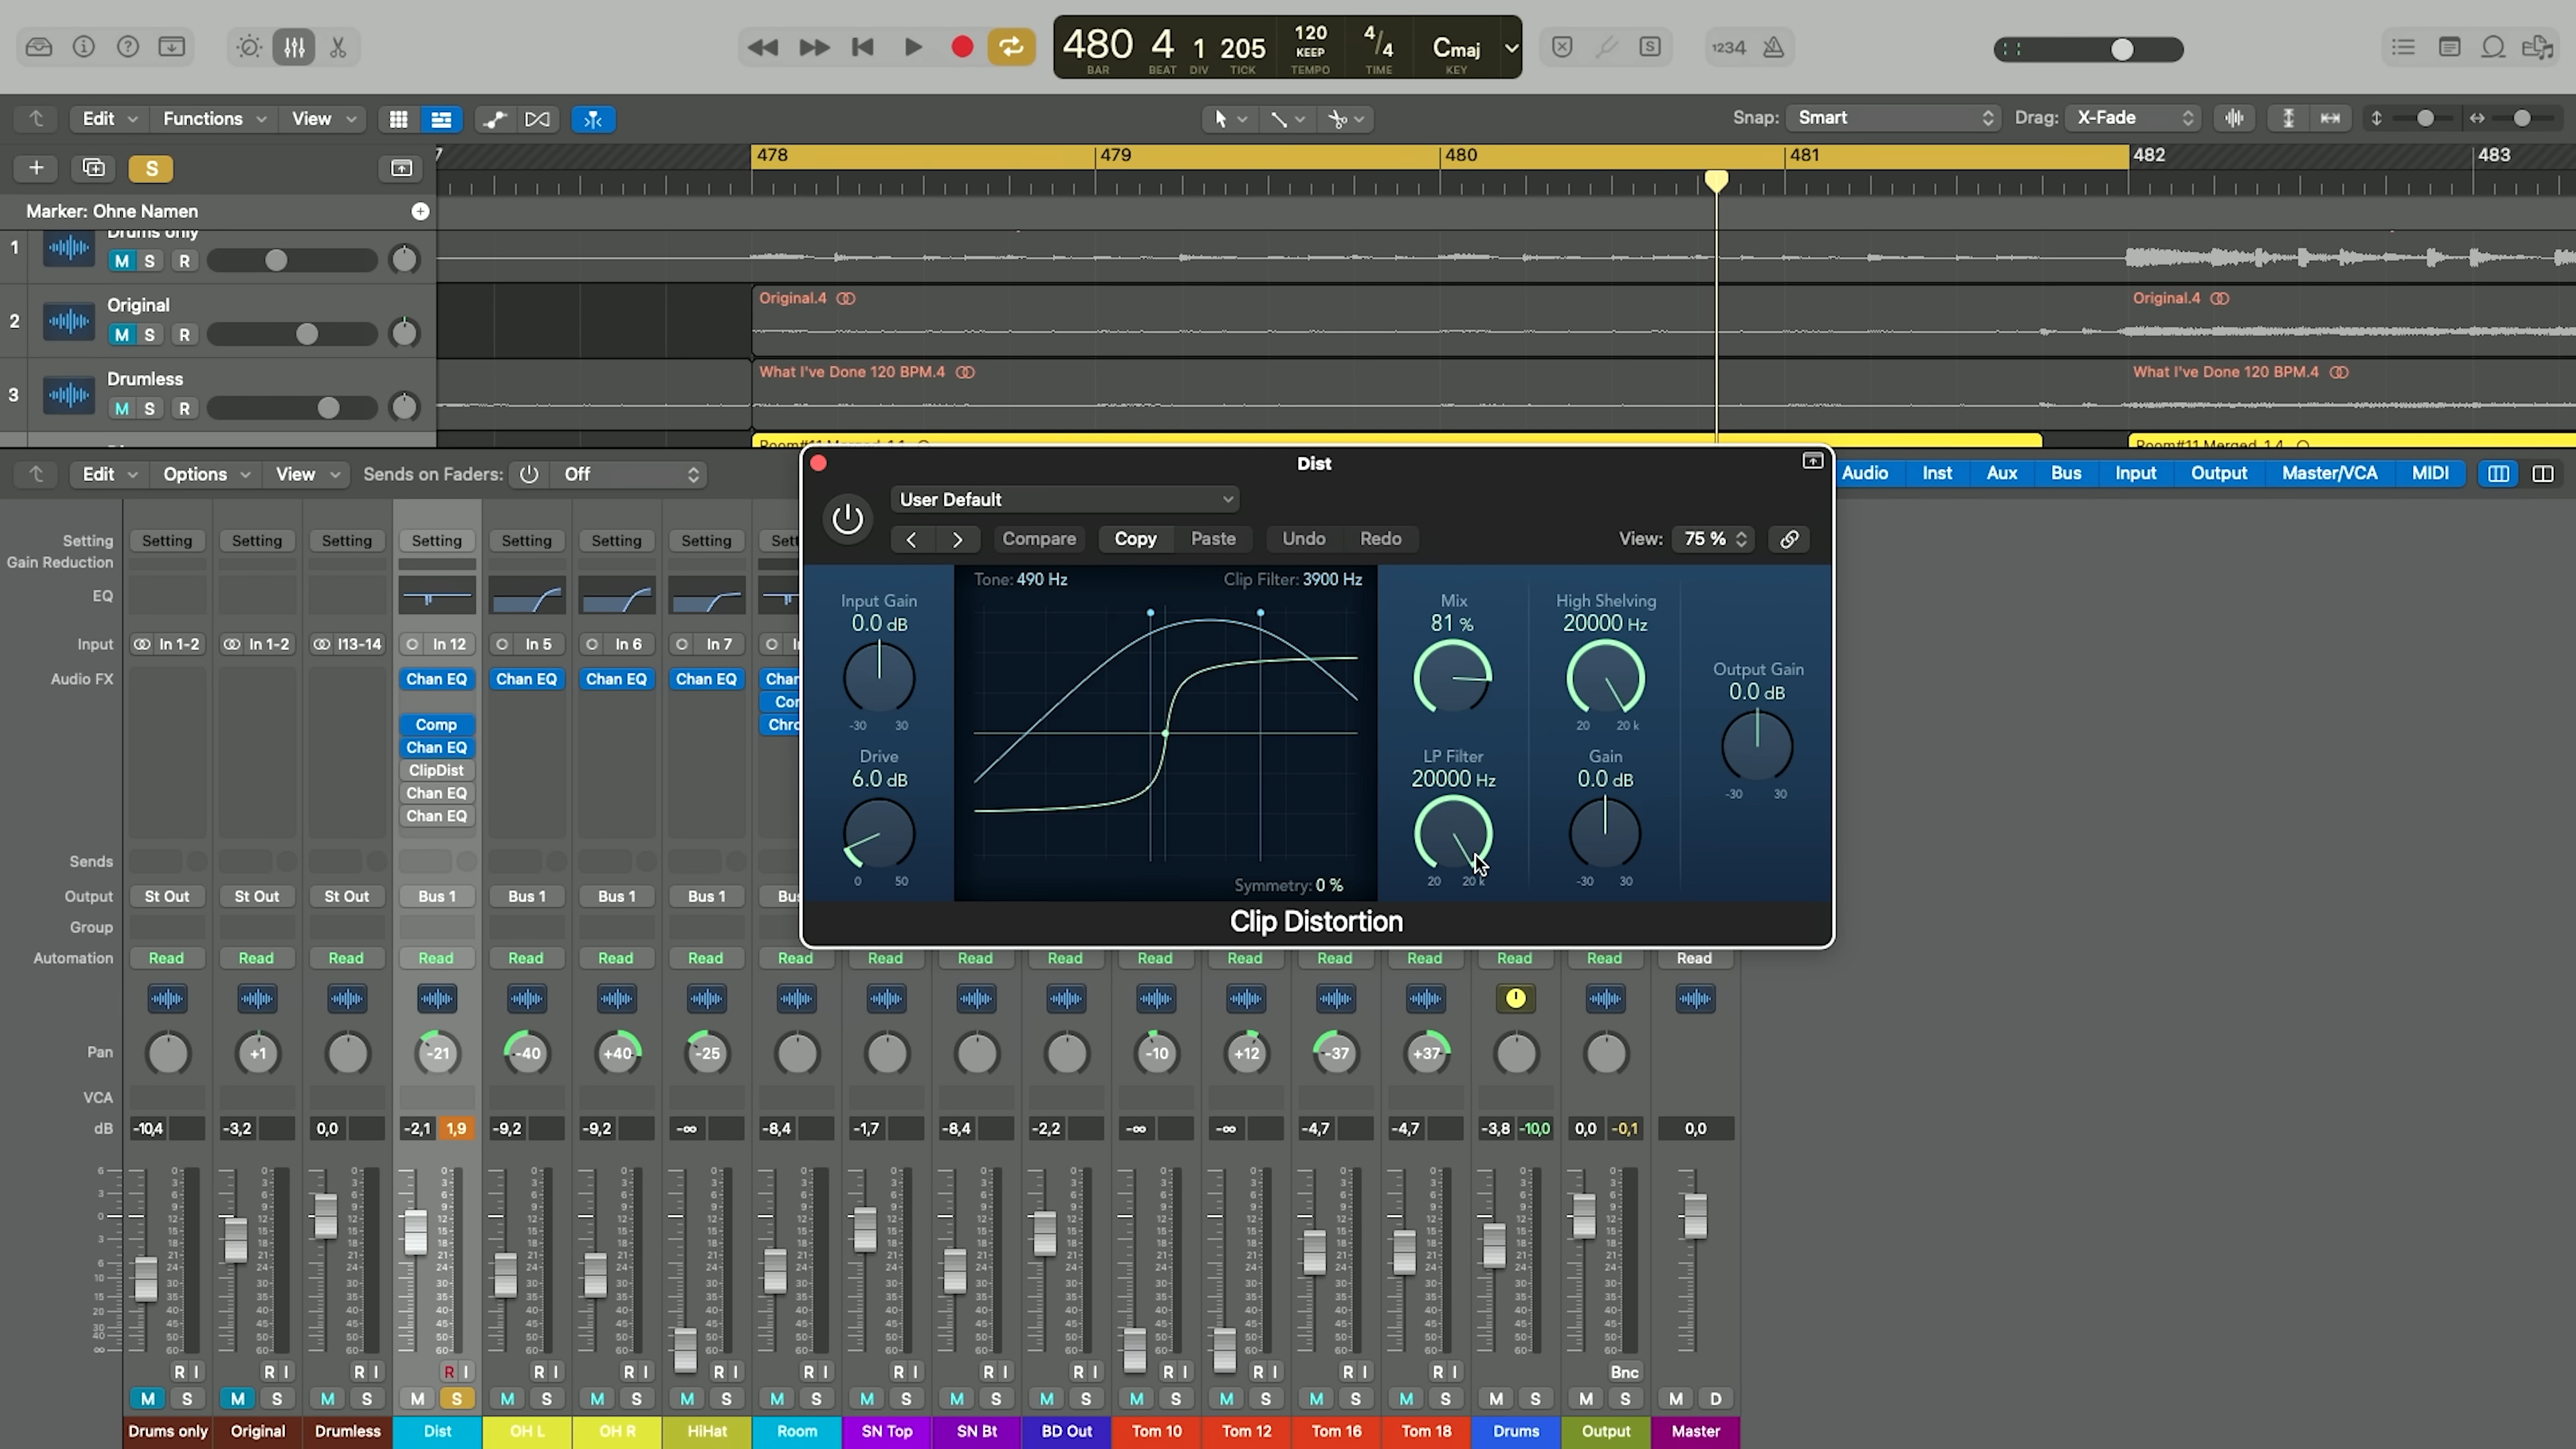 480 4 1 205 120 KEEP 4/4 Cmaj
BAR BEAT DIV TICK TEMPO TIME KEY
1234
S
Edit Functions View
Snap: Smart Drag: X-Fade
S
7 478 479 480 481 482 483
Marker: Ohne Namen
1 Drums only
M S R
2 Original
M S R
Original.4 Original.4
3 Drumless
M S R
What I've Done 120 BPM.4 What I've Done 120 BPM.4
Room#11 Merged_1.1 Room#11 Merged_1.4
Edit Options View Sends on Faders: Off
Audio Inst Aux Bus Input Output Master/VCA MIDI
Dist
User Default
Compare Copy Paste Undo Redo View: 75 %
Tone: 490 Hz Clip Filter: 3900 Hz
Input Gain
0.0 dB
-30 30
Drive
6.0 dB
0 50
Symmetry: 0 %
Mix
81 %
LP Filter
20000 Hz
20 20 k
High Shelving
20000 Hz
20 20 k
Gain
0.0 dB
-30 30
Output Gain
0.0 dB
-30 30
Clip Distortion
Setting Setting Setting Setting Setting Setting Setting Setting Sett
Gain Reduction
EQ
Input In 1-2 In 1-2 I13-14 In 12 In 5 In 6 In 7
Audio FX Chan EQ Chan EQ Chan EQ Chan EQ Chan
Comp
Chan EQ
ClipDist
Chan EQ
Chan EQ
Cor
Chro
Sends
Output St Out St Out St Out Bus 1 Bus 1 Bus 1 Bus 1 Bus
Group
Automation Read Read Read Read Read Read Read Read Read Read Read Read Read Read Read Read Read Read
Pan +1 -21 -40 +40 -25 -10 +12 -37 +37
VCA
dB -10,4 -3,2 0,0 -2,1 1,9 -9,2 -9,2 -∞ -8,4 -1,7 -8,4 -2,2 -∞ -∞ -4,7 -4,7 -3,8 -10,0 0,0 -0,1 0,0
R I R I R I R I R I R I R I R I R I R I R I R I R I R I R I Bnc
M S M S M S M S M S M S M S M S M S M S M S M S M S M S M S M S M S M D
Drums only Original Drumless Dist OH L OH R HiHat Room SN Top SN Bt BD Out Tom 10 Tom 12 Tom 16 Tom 18 Drums Output Master